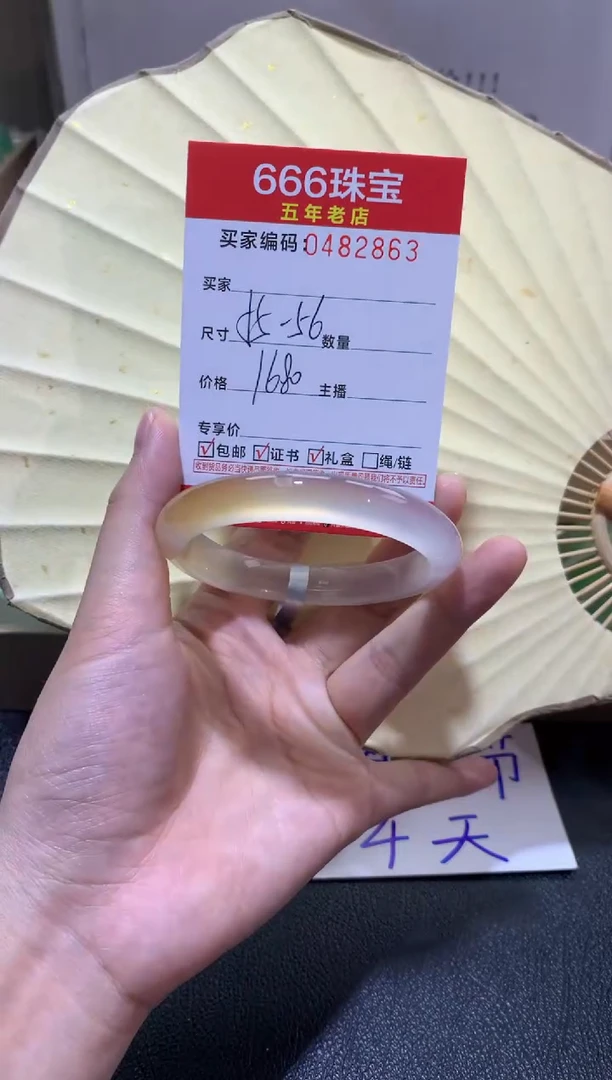 666珠宝
五年老店
买家编码:0482863
买家
尺寸 55-56 数量
价格 1680 主播
专享价
包邮 证书 礼盒 绳/链
节
4天